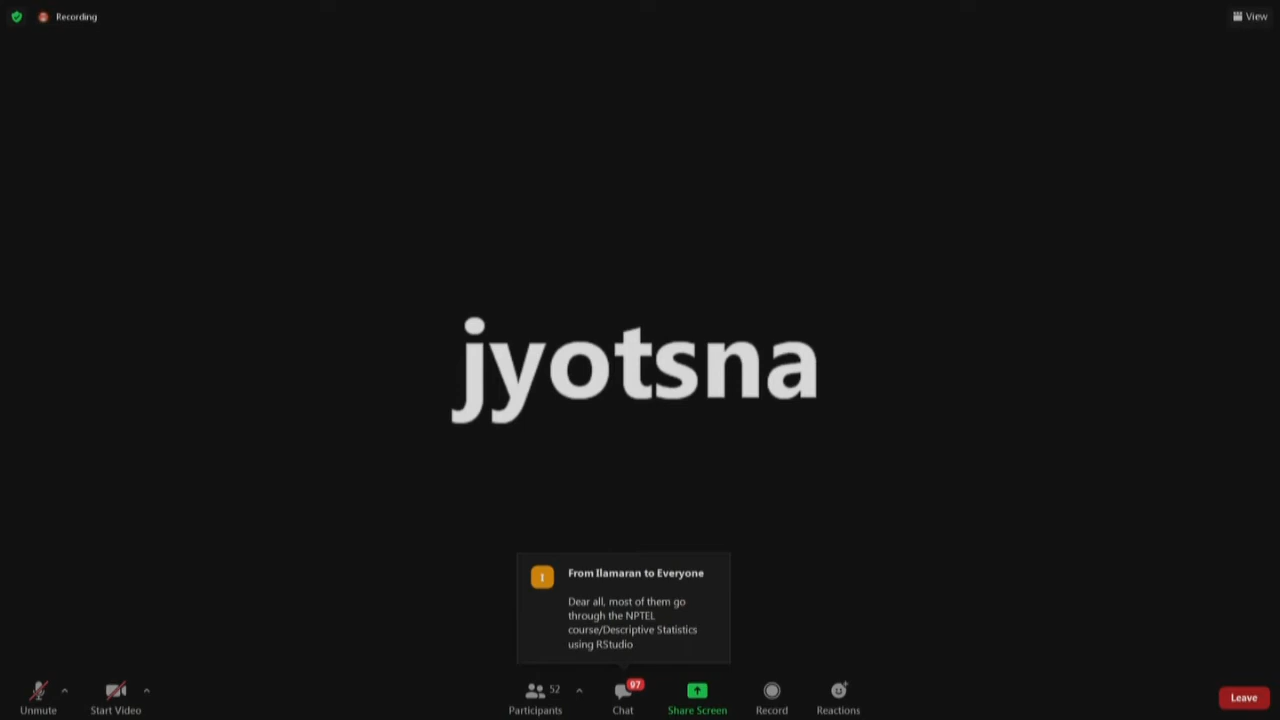 Recording
View
jyotsna
I
From Ilamaran to Everyone
Dear all, most of them go
through the NPTEL
course/Descriptive Statistics
using RStudio
52
97
Unmute
Start Video
Participants
Chat
Share Screen
Record
Reactions
Leave